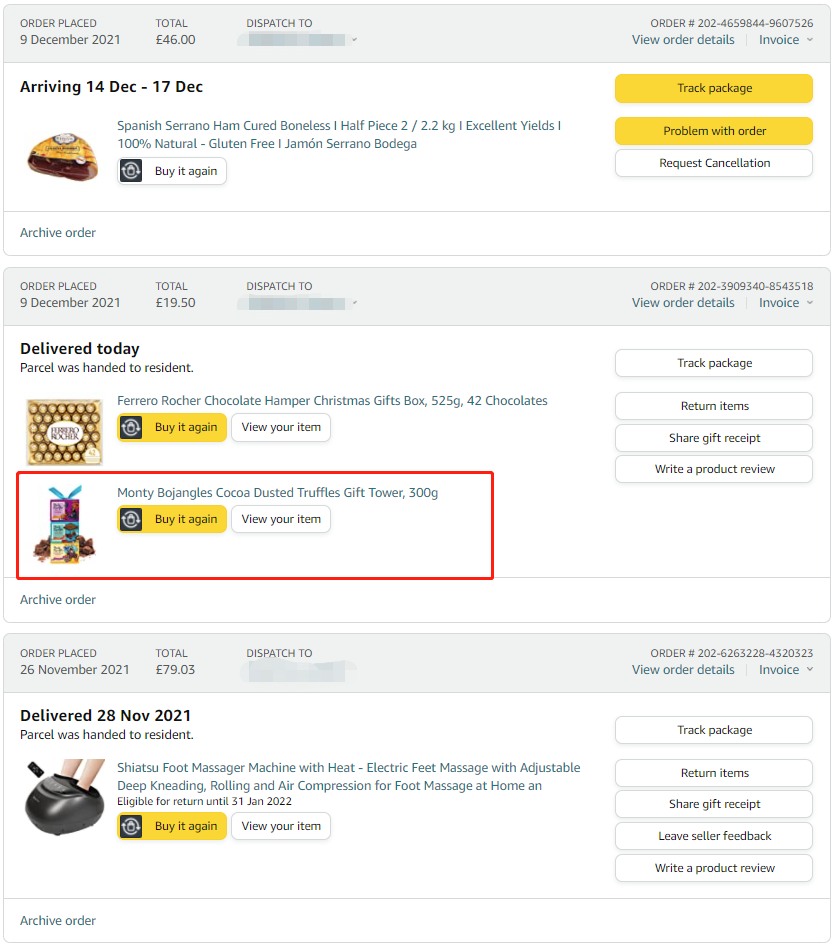 ORDER PLACED TOTAL DISPATCH TO ORDER # 202-4659844-9607526
9 December 2021 £46.00 View order details Invoice
Arriving 14 Dec - 17 Dec
Track package
Spanish Serrano Ham Cured Boneless I Half Piece 2 / 2.2 kg I Excellent Yields I
100% Natural - Gluten Free I Jamón Serrano Bodega
Buy it again
Problem with order
Request Cancellation
Archive order
ORDER PLACED TOTAL DISPATCH TO ORDER # 202-3909340-8543518
9 December 2021 £19.50 View order details Invoice
Delivered today
Parcel was handed to resident.
Track package
Ferrero Rocher Chocolate Hamper Christmas Gifts Box, 525g, 42 Chocolates
Buy it again View your item
Return items
Share gift receipt
Write a product review
FERRERO
ROCHER
42
Monty Bojangles Cocoa Dusted Truffles Gift Tower, 300g
Buy it again View your item
Archive order
ORDER PLACED TOTAL DISPATCH TO ORDER # 202-6263228-4320323
26 November 2021 £79.03 View order details Invoice
Delivered 28 Nov 2021
Parcel was handed to resident.
Track package
Shiatsu Foot Massager Machine with Heat - Electric Feet Massage with Adjustable
Deep Kneading, Rolling and Air Compression for Foot Massage at Home an
Eligible for return until 31 Jan 2022
Buy it again View your item
Return items
Share gift receipt
Leave seller feedback
Write a product review
Archive order